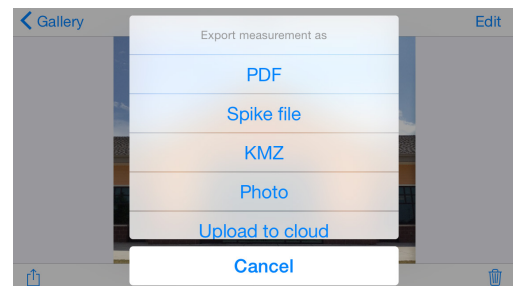 Gallery
Edit
Export measurement as
PDF
Spike file
KMZ
Photo
Upload to cloud
Cancel